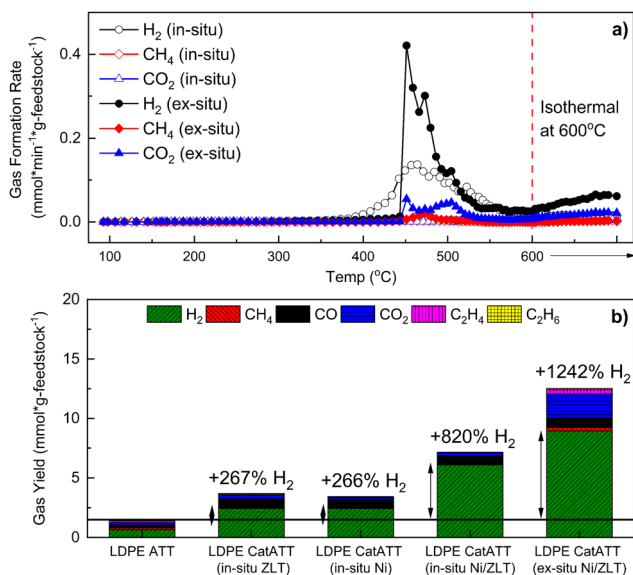 a)
H₂ (in-situ)
CH₄ (in-situ)
CO₂ (in-situ)
H₂ (ex-situ)
CH₄ (ex-situ)
CO₂ (ex-situ)
Isothermal
at 600°C
Gas Formation Rate
(mmol*min⁻¹*g-feedstock⁻¹)
0.4
0.2
0.0
100 200 300 400 500 600
Temp (°C)
b)
H₂ CH₄ CO CO₂ C₂H₄ C₂H₆
Gas Yield (mmol*g-feedstock⁻¹)
20
15
10
5
0
+267% H₂
+266% H₂
+820% H₂
+1242% H₂
LDPE ATT
LDPE CatATT
(in-situ ZLT)
LDPE CatATT
(in-situ Ni)
LDPE CatATT
(in-situ Ni/ZLT)
LDPE CatATT
(ex-situ Ni/ZLT)